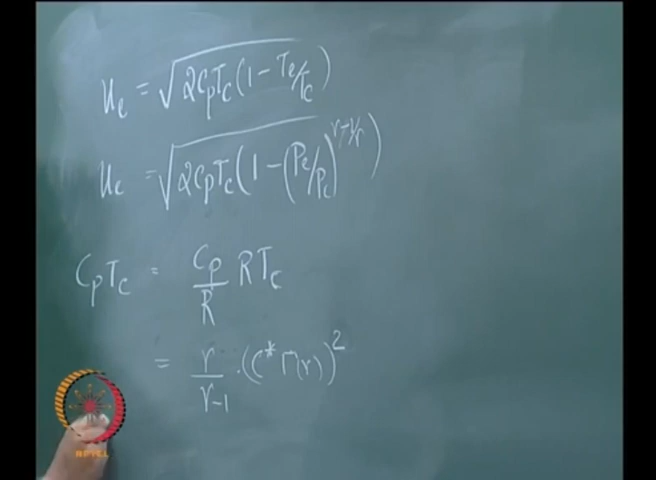 u_e = √(2C_pT_c(1 - T_e/T_c))
u_e = √(2C_pT_c(1 - (P_e/P_c)^(γ-1/γ)))
C_pT_c = C_p/R RT_c
= γ/γ-1 · (C* Γ(γ))²
NPTEL